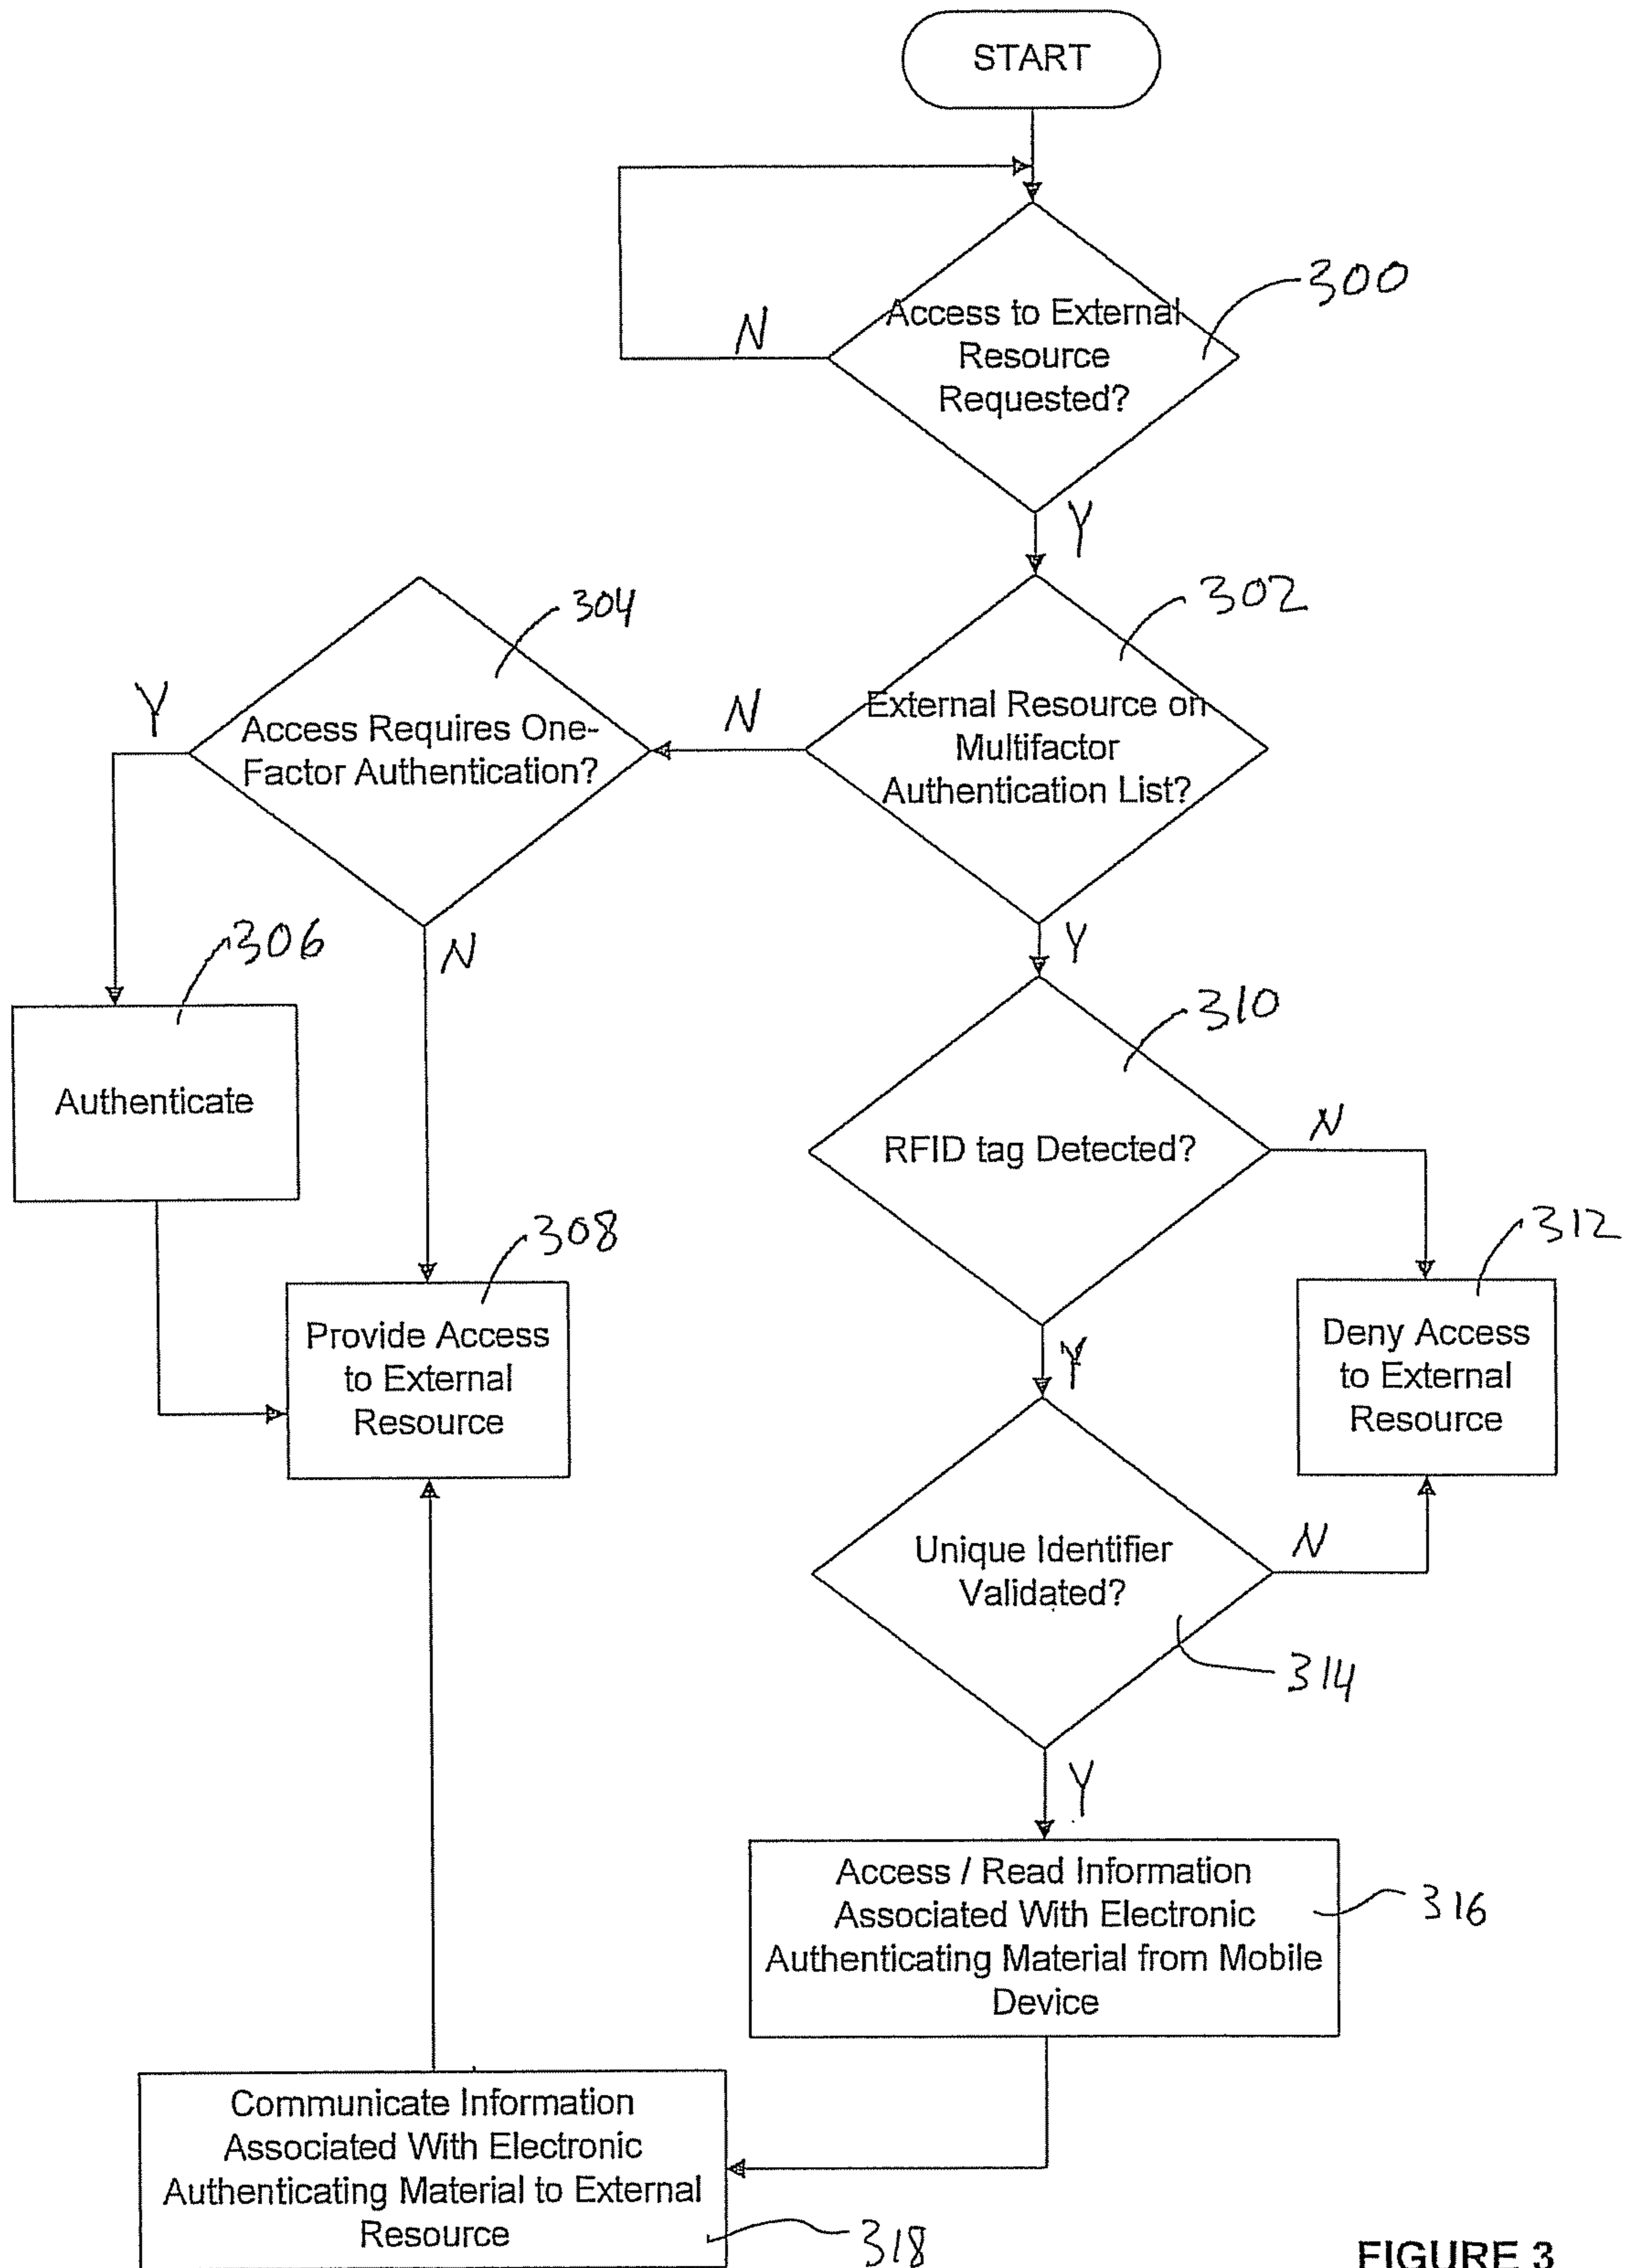 START
Access to External
Resource
Requested?
300
N
Y
External Resource on
Multifactor
Authentication List?
302
N
Y
Access Requires One-
Factor Authentication?
304
Y
N
Authenticate
306
Provide Access
to External
Resource
308
RFID tag Detected?
310
N
Y
Deny Access
to External
Resource
312
Unique Identifier
Validated?
314
N
Y
Access / Read Information
Associated With Electronic
Authenticating Material from Mobile
Device
316
Communicate Information
Associated With Electronic
Authenticating Material to External
Resource
318
FIGURE 3